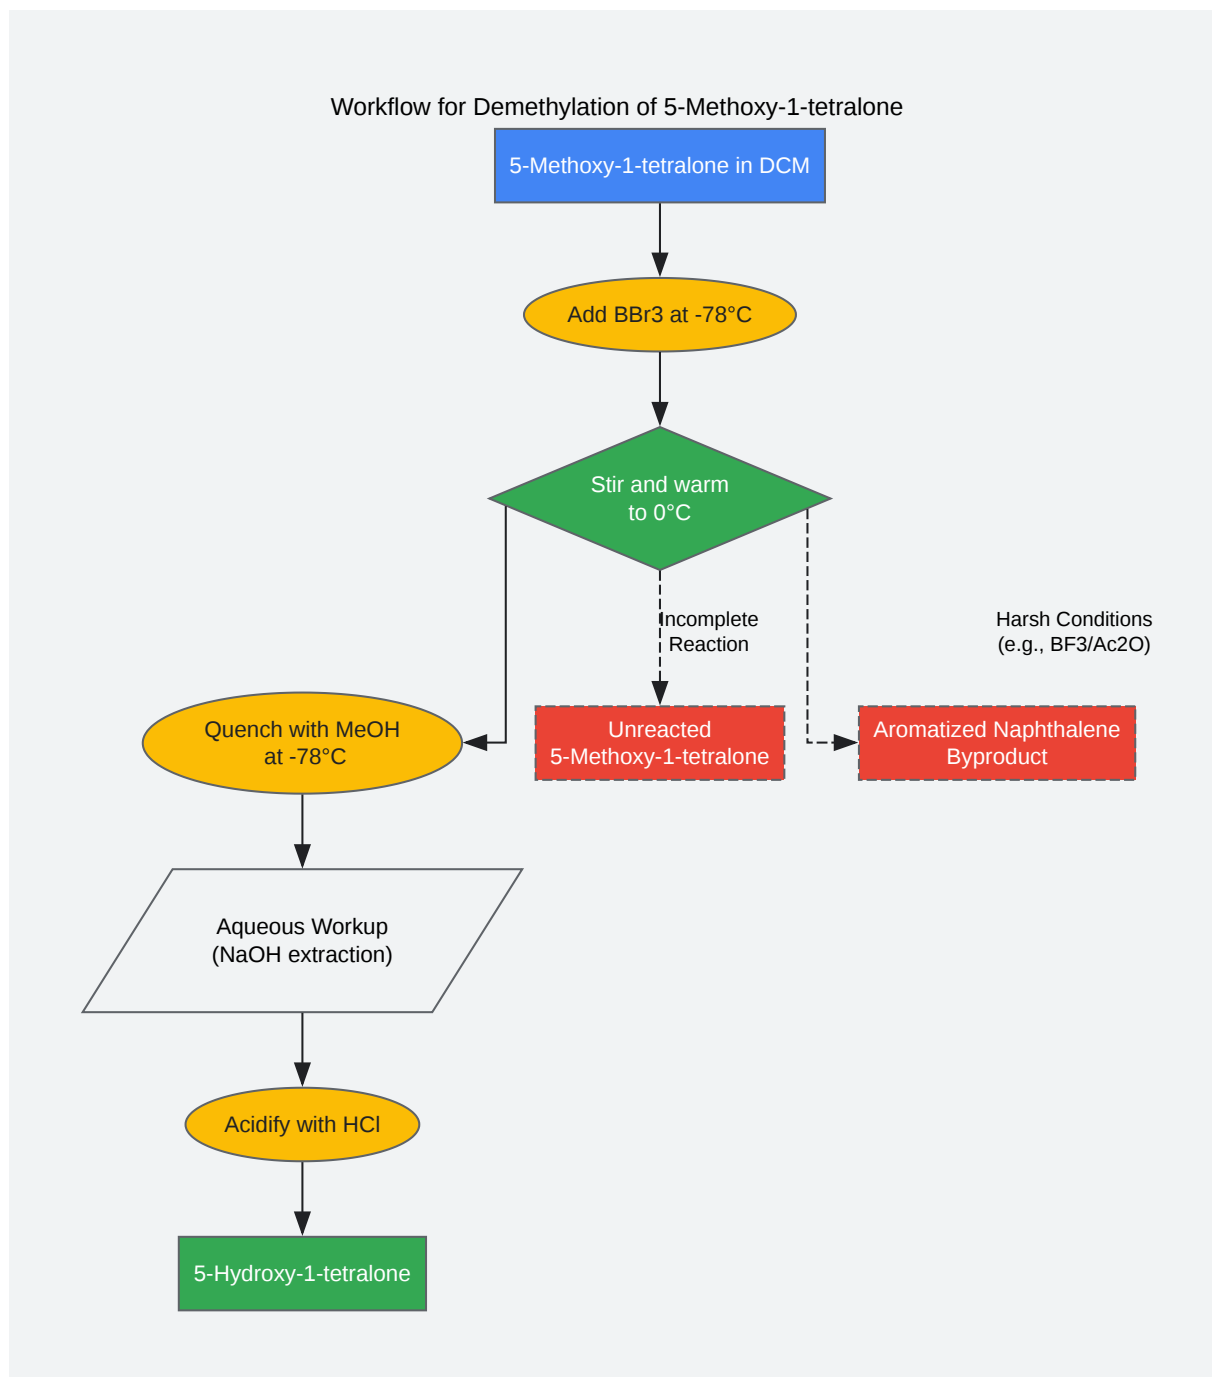 Workflow for Demethylation of 5-Methoxy-1-tetralone
5-Methoxy-1-tetralone in DCM
Add BBr3 at -78°C
Stir and warm
to 0°C
Incomplete
Reaction
Harsh Conditions
(e.g., BF3/Ac2O)
Quench with MeOH
at -78°C
Unreacted
5-Methoxy-1-tetralone
Aromatized Naphthalene
Byproduct
Aqueous Workup
(NaOH extraction)
Acidify with HCl
5-Hydroxy-1-tetralone